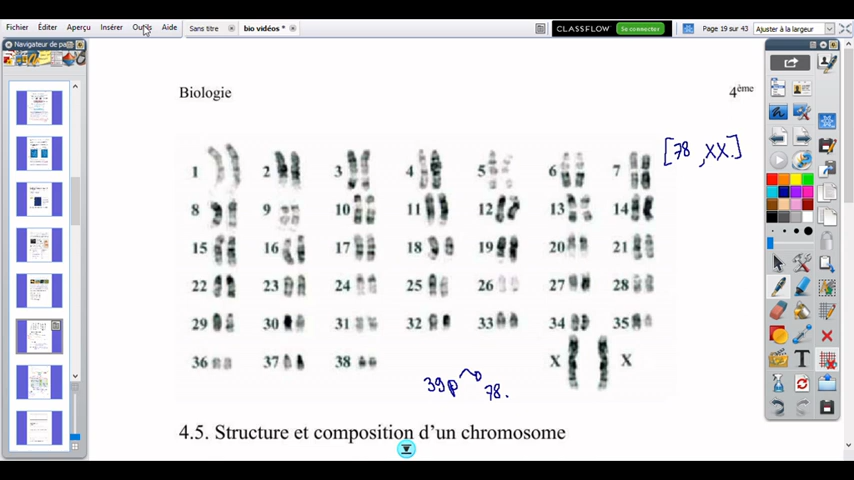 Fichier Éditer Aperçu Insérer Outils Aide
Sans titre
bio vidéos *
CLASSFLOW
Se connecter
Page 19 sur 43
Ajuster à la largeur
Navigateur de pa
Biologie
4ème
[78, XX.]
1 2 3 4 5 6 7
8 9 10 11 12 13 14
15 16 17 18 19 20 21
22 23 24 25 26 27 28
29 30 31 32 33 34 35
36 37 38 X X
39p
78.
4.5. Structure et composition d'un chromosome